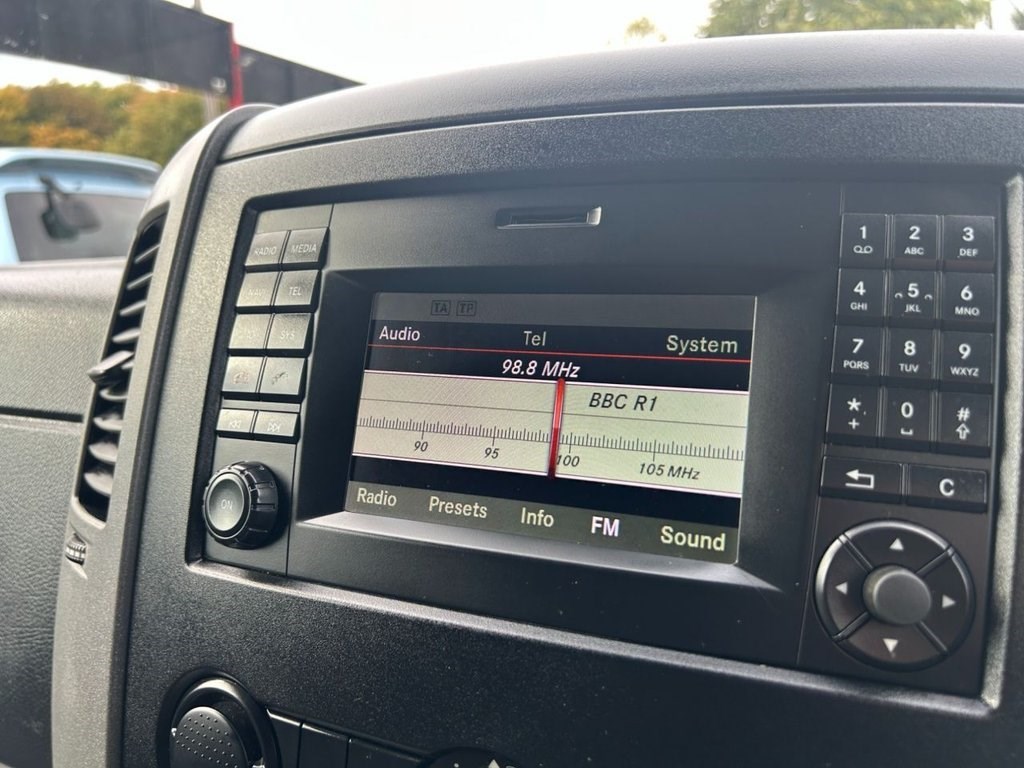 RADIO MEDIA
TEL
SYS
ON
TA TP
Audio Tel System
98.8 MHz
BBC R1
90 95 100 105 MHz
Radio Presets Info FM Sound
1 2 ABC 3 DEF
4 GHI 5 JKL 6 MNO
7 PQRS 8 TUV 9 WXYZ
* + 0 #
C